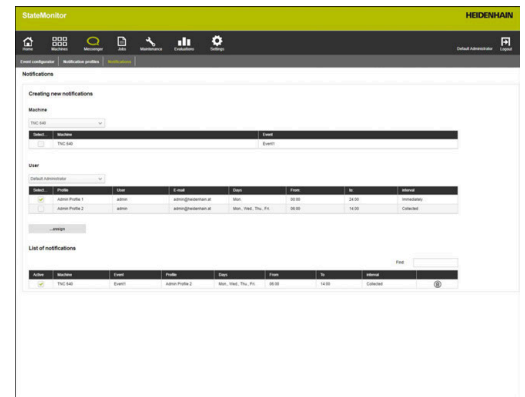 StateMonitor HEIDENHAIN
Home Machines Messenger Jobs Maintenance Evaluations Settings Default Administrator Logout
Event configurator Notification profiles Notifications
Notifications
Creating new notifications
Machine
TNC 640
Select... Machine Event
TNC 640 Event1
User
Default Administrator
Select... Profile User E-mail Days From to Interval
Admin Profile 1 admin admin@heidenhain.at Mon. 00:00 24:00 Immediately
Admin Profile 2 admin admin@heidenhain.at Mon., Wed., Thu., Fri. 06:00 14:00 Collected
...assign
List of notifications
Find
Active Machine Event Profile Days From To Interval
TNC 640 Event1 Admin Profile 2 Mon., Wed., Thu., Fri. 06:00 14:00 Collected